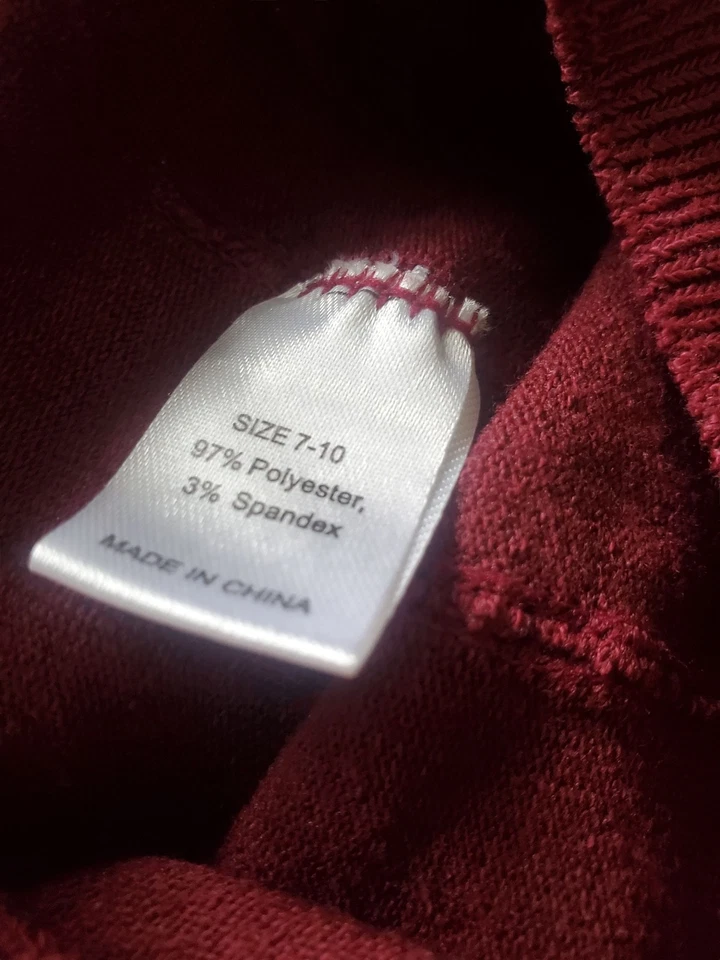 SIZE 7-10
97% Polyester,
3% Spandex
MADE IN CHINA